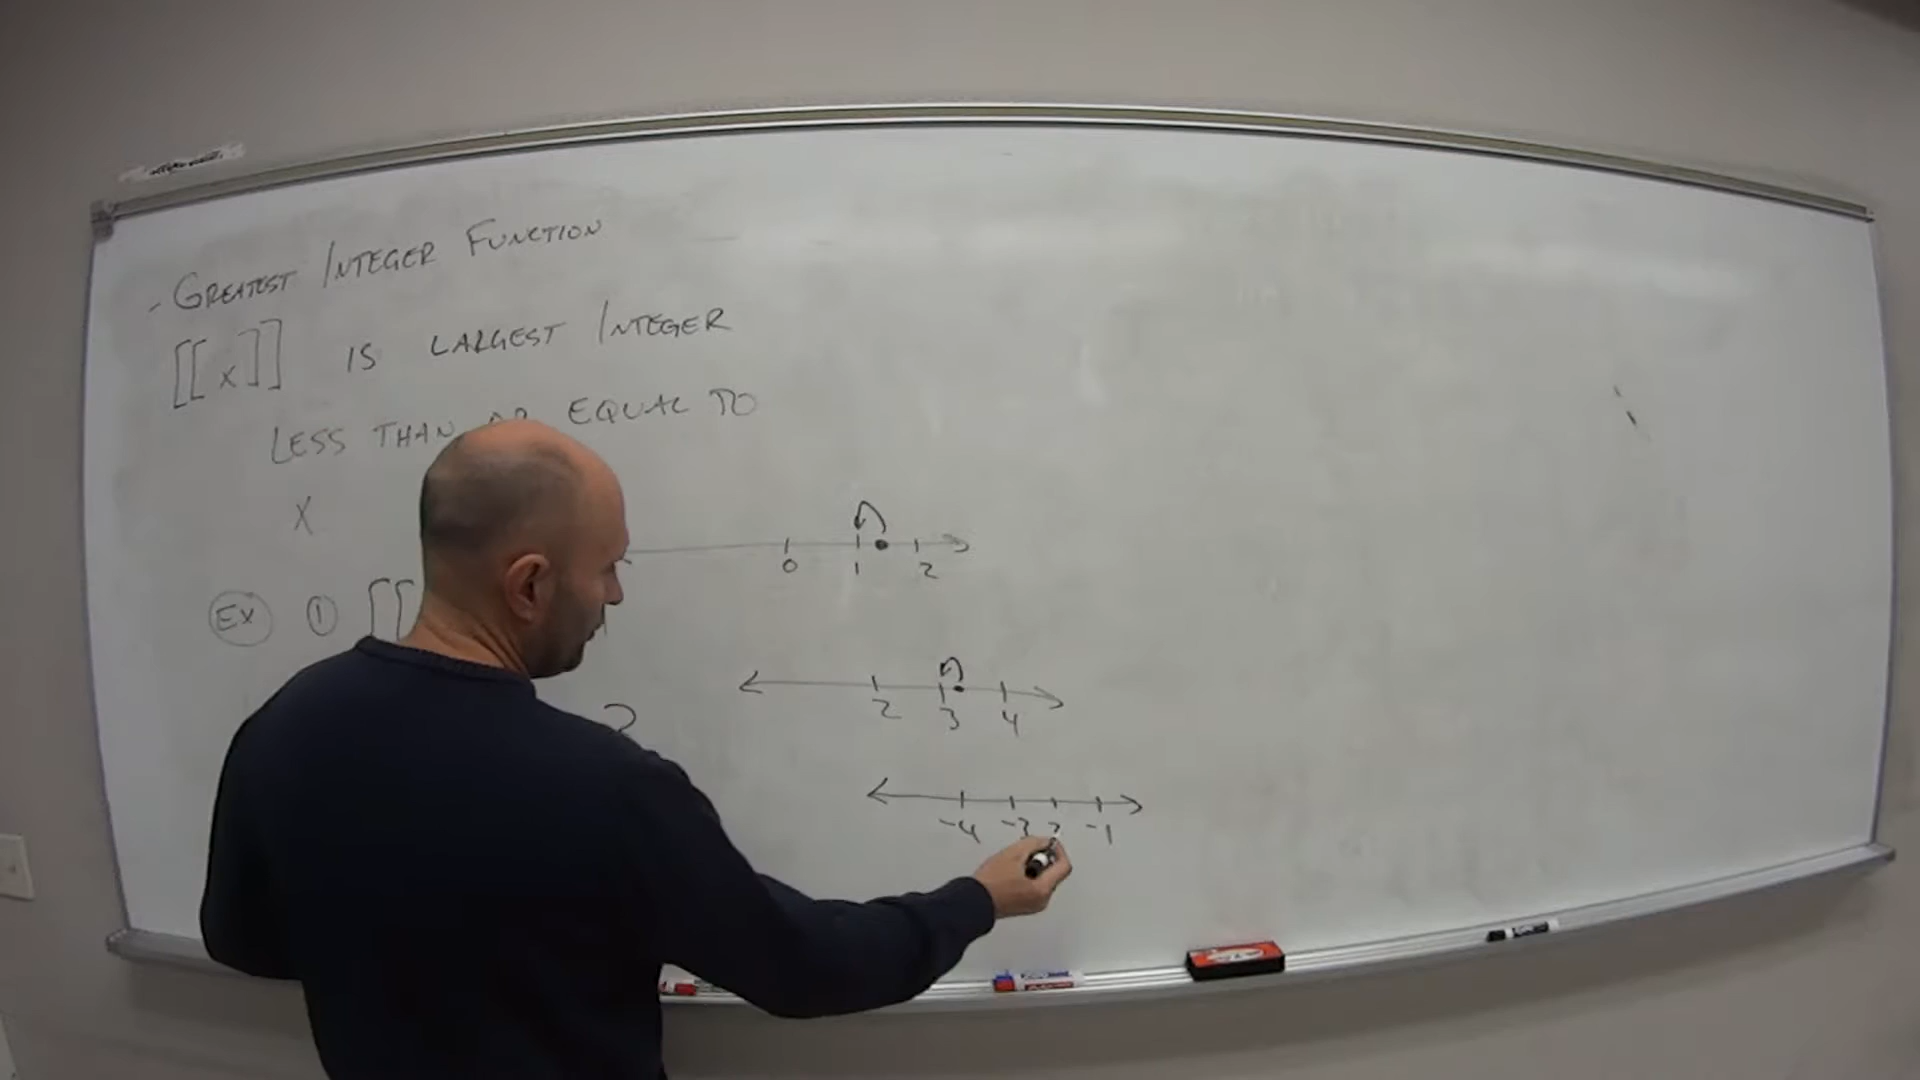 - GREATEST INTEGER FUNCTION
[[x]] IS LARGEST INTEGER
LESS THAN OR EQUAL TO
X
0 1 2
EX ① [[
2 3 4
-4 -3 2 -1